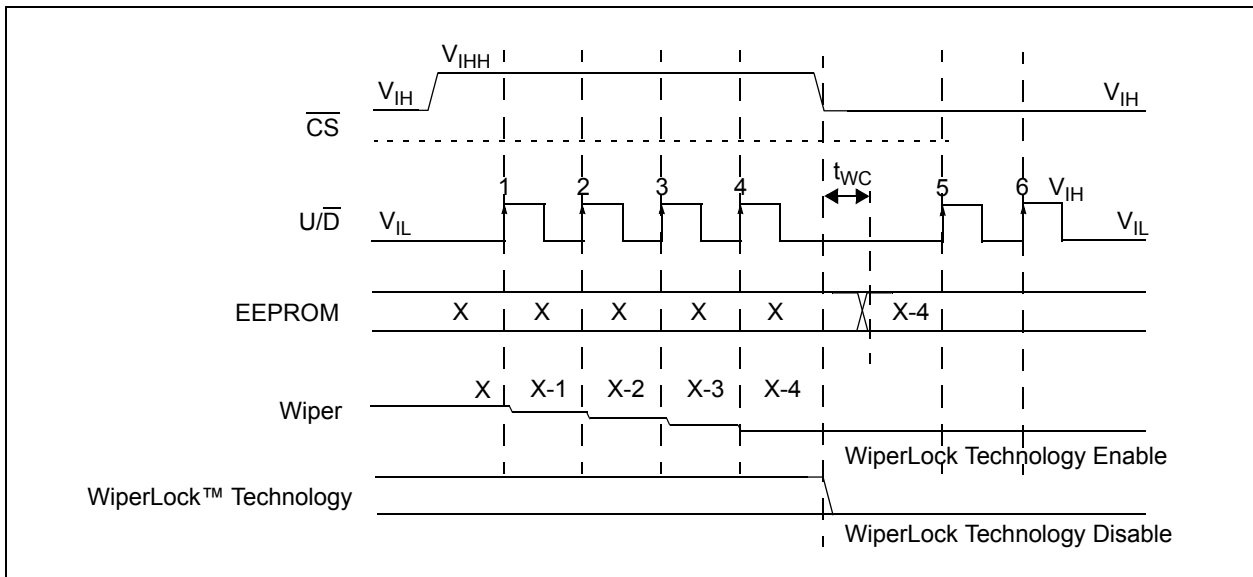 V_IHH
V_IH V_IH
C̅S̅
t_WC
1 2 3 4 5 6 V_IH
U/D̅ V_IL V_IL
EEPROM X X X X X X-4
X X-1 X-2 X-3 X-4
Wiper
WiperLock Technology Enable
WiperLock™ Technology
WiperLock Technology Disable